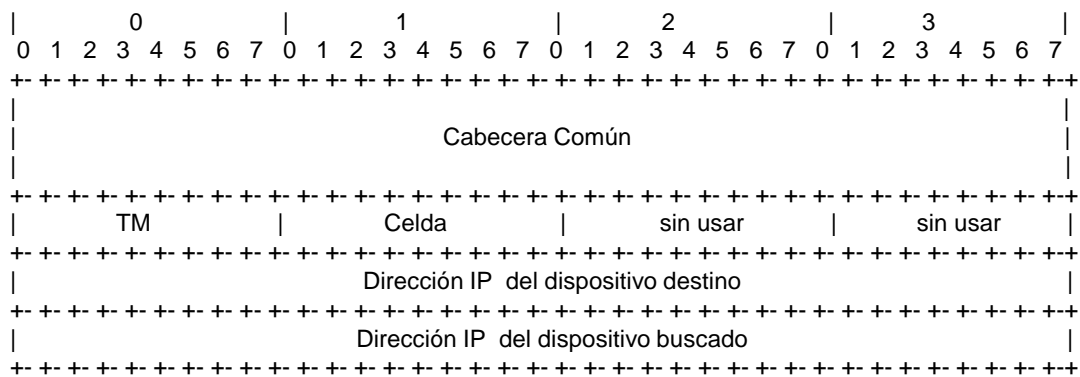 | 0 | 1 | 2 | 3 |
0 1 2 3 4 5 6 7 0 1 2 3 4 5 6 7 0 1 2 3 4 5 6 7 0 1 2 3 4 5 6 7
+- +- +- +- +- +- +- +- +- +- +- +- +- +- +- +- +- +- +- +- +- +- +- +- +- +- +- +- +- +- +- +-+
| |
| Cabecera Común |
| |
+- +- +- +- +- +- +- +- +- +- +- +- +- +- +- +- +- +- +- +- +- +- +- +- +- +- +- +- +- +- +- +-+
| TM | Celda | sin usar | sin usar |
+- +- +- +- +- +- +- +- +- +- +- +- +- +- +- +- +- +- +- +- +- +- +- +- +- +- +- +- +- +- +- +-+
| Dirección IP del dispositivo destino |
+- +- +- +- +- +- +- +- +- +- +- +- +- +- +- +- +- +- +- +- +- +- +- +- +- +- +- +- +- +- +- +-+
| Dirección IP del dispositivo buscado |
+- +- +- +- +- +- +- +- +- +- +- +- +- +- +- +- +- +- +- +- +- +- +- +- +- +- +- +- +- +- +- +-+